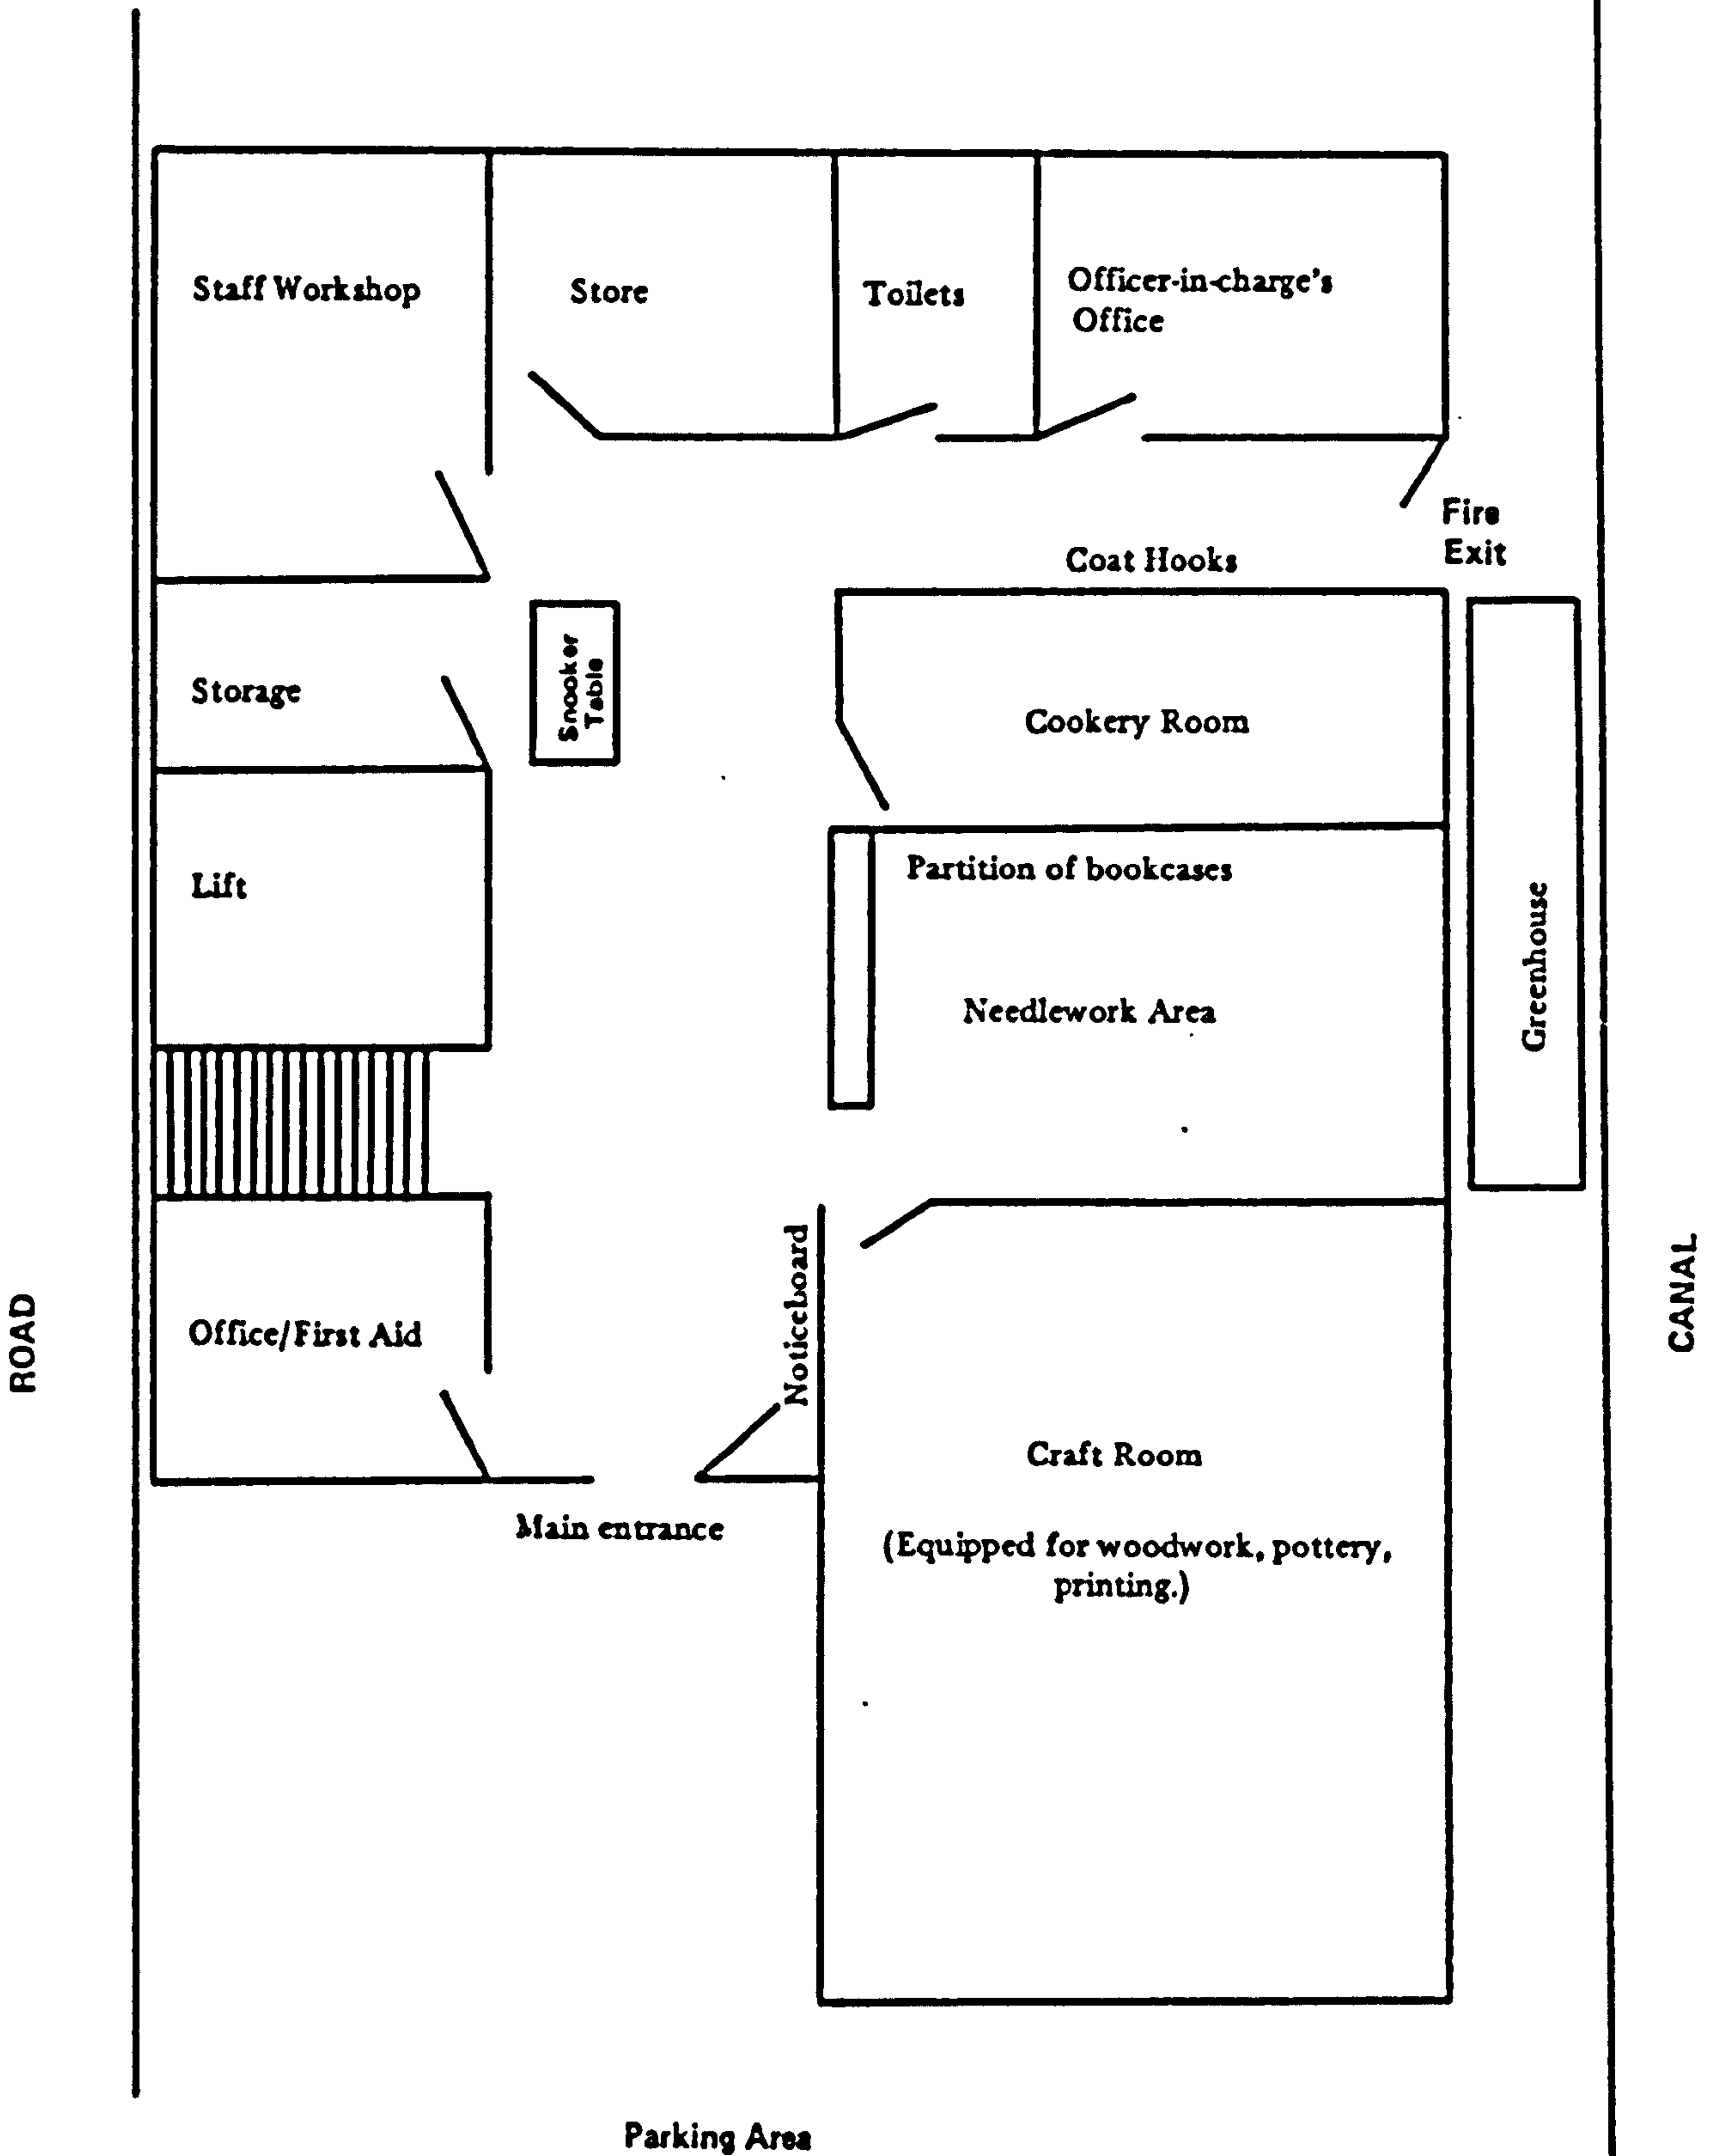 Staff Workshop
Store
Toilets
Officer-in-charge's
Office
Fire
Exit
Coat Hooks
Snooker
Table
Storage
Cookery Room
Lift
Partition of bookcases
Needlework Area
Greenhouse
Noticeboard
Office/First Aid
ROAD
CANAL
Craft Room
Main entrance
(Equipped for woodwork, pottery,
printing.)
Parking Area